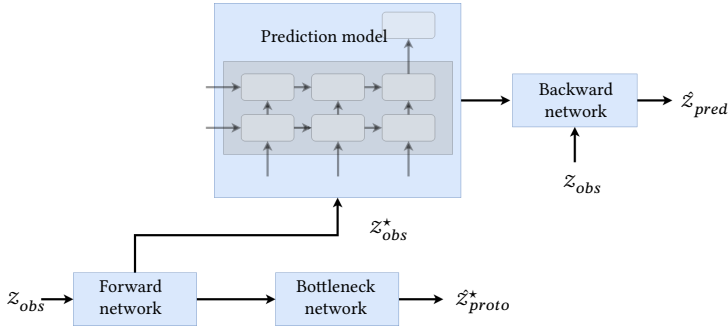 Prediction model
Backward
network
ẑ_pred
z_obs
z*_obs
z_obs
Forward
network
Bottleneck
network
ẑ*_proto